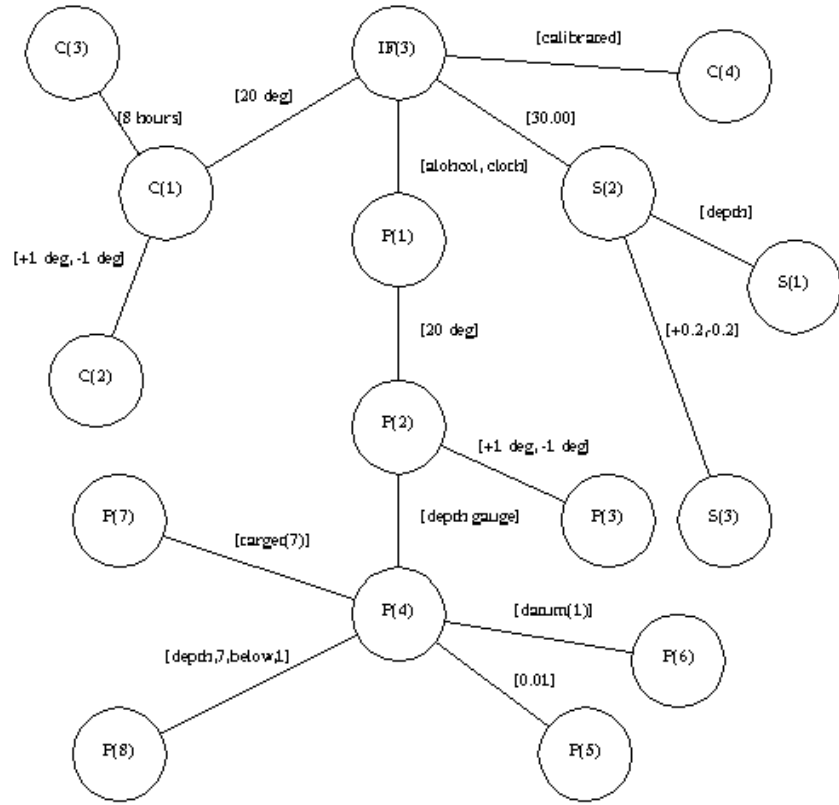 C(3)
IF(3)
[calibrated]
C(4)
[20 deg]
[8 hours]
[30.00]
C(1)
[alohcol, cloth]
S(2)
[depth]
P(1)
[+1 deg, -1 deg]
S(1)
[20 deg]
[+0.2,-0.2]
C(2)
P(2)
[+1 deg, -1 deg]
P(7)
[depth gauge]
P(3)
S(3)
[target(7)]
P(4)
[datum(1)]
[depth,7,below,1]
P(6)
[0.01]
P(8)
P(5)